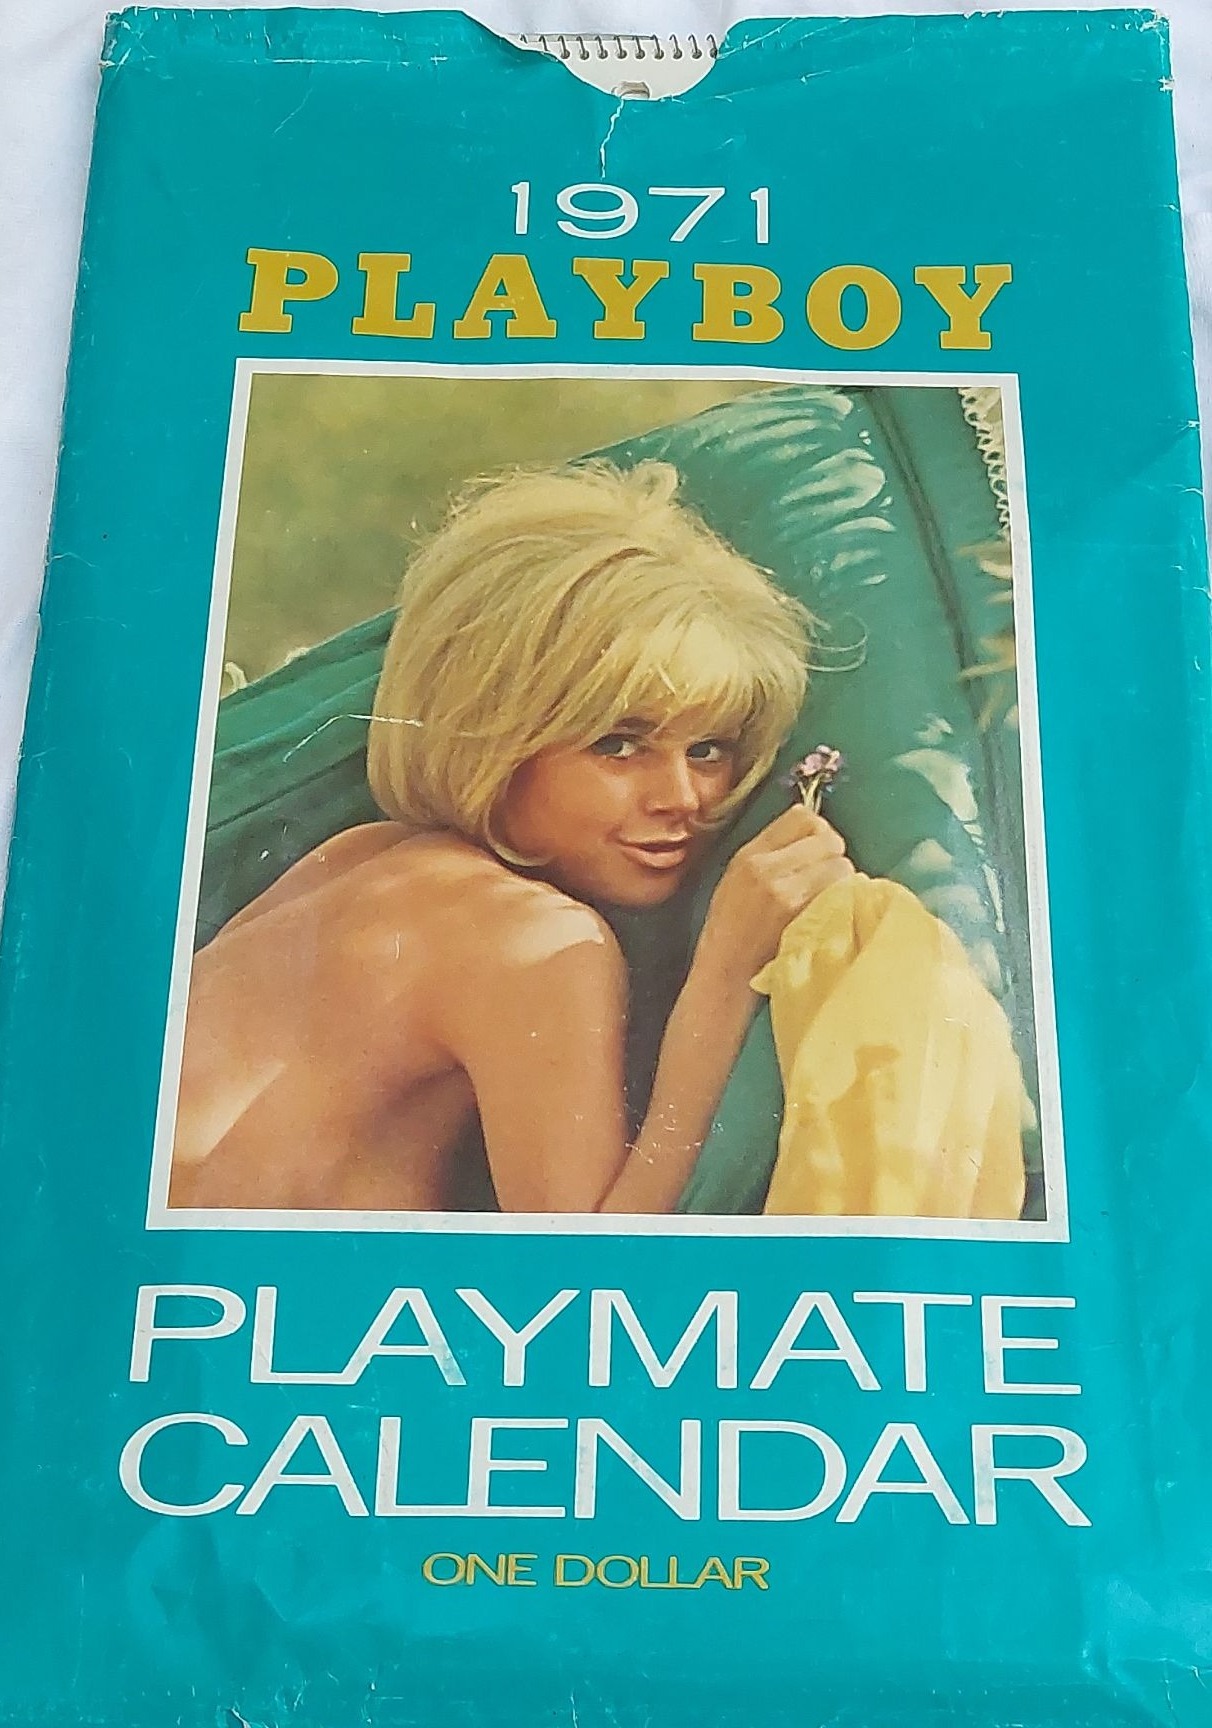 1971
PLAYBOY
PLAYMATE
CALENDAR
ONE DOLLAR